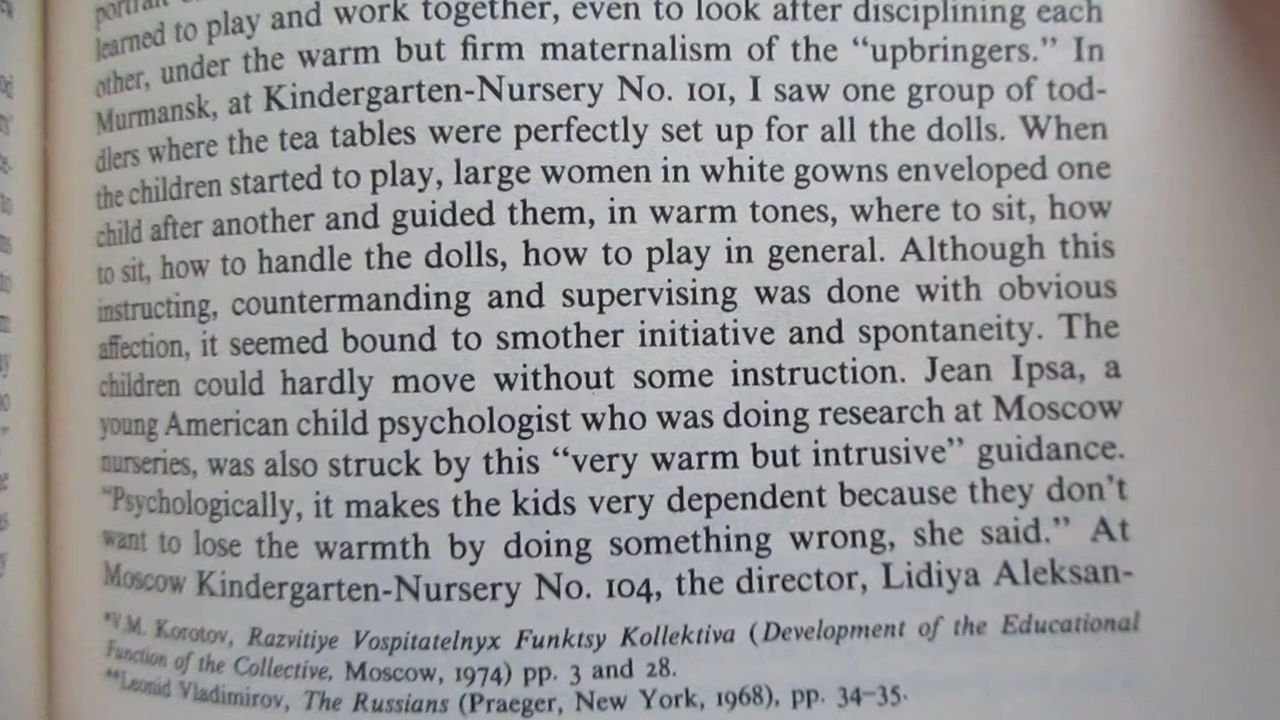 learned to play and work together, even to look after disciplining each
other, under the warm but firm maternalism of the “upbringers.” In
Murmansk, at Kindergarten-Nursery No. 101, I saw one group of tod-
dlers where the tea tables were perfectly set up for all the dolls. When
the children started to play, large women in white gowns enveloped one
child after another and guided them, in warm tones, where to sit, how
to sit, how to handle the dolls, how to play in general. Although this
instructing, countermanding and supervising was done with obvious
affection, it seemed bound to smother initiative and spontaneity. The
children could hardly move without some instruction. Jean Ipsa, a
young American child psychologist who was doing research at Moscow
nurseries, was also struck by this “very warm but intrusive” guidance.
“Psychologically, it makes the kids very dependent because they don’t
want to lose the warmth by doing something wrong, she said.” At
Moscow Kindergarten-Nursery No. 104, the director, Lidiya Aleksan-
*V.M. Korotov, Razvitiye Vospitatelnyx Funktsy Kollektiva (Development of the Educational
Function of the Collective, Moscow, 1974) pp. 3 and 28.
**Leonid Vladimirov, The Russians (Praeger, New York, 1968), pp. 34–35.